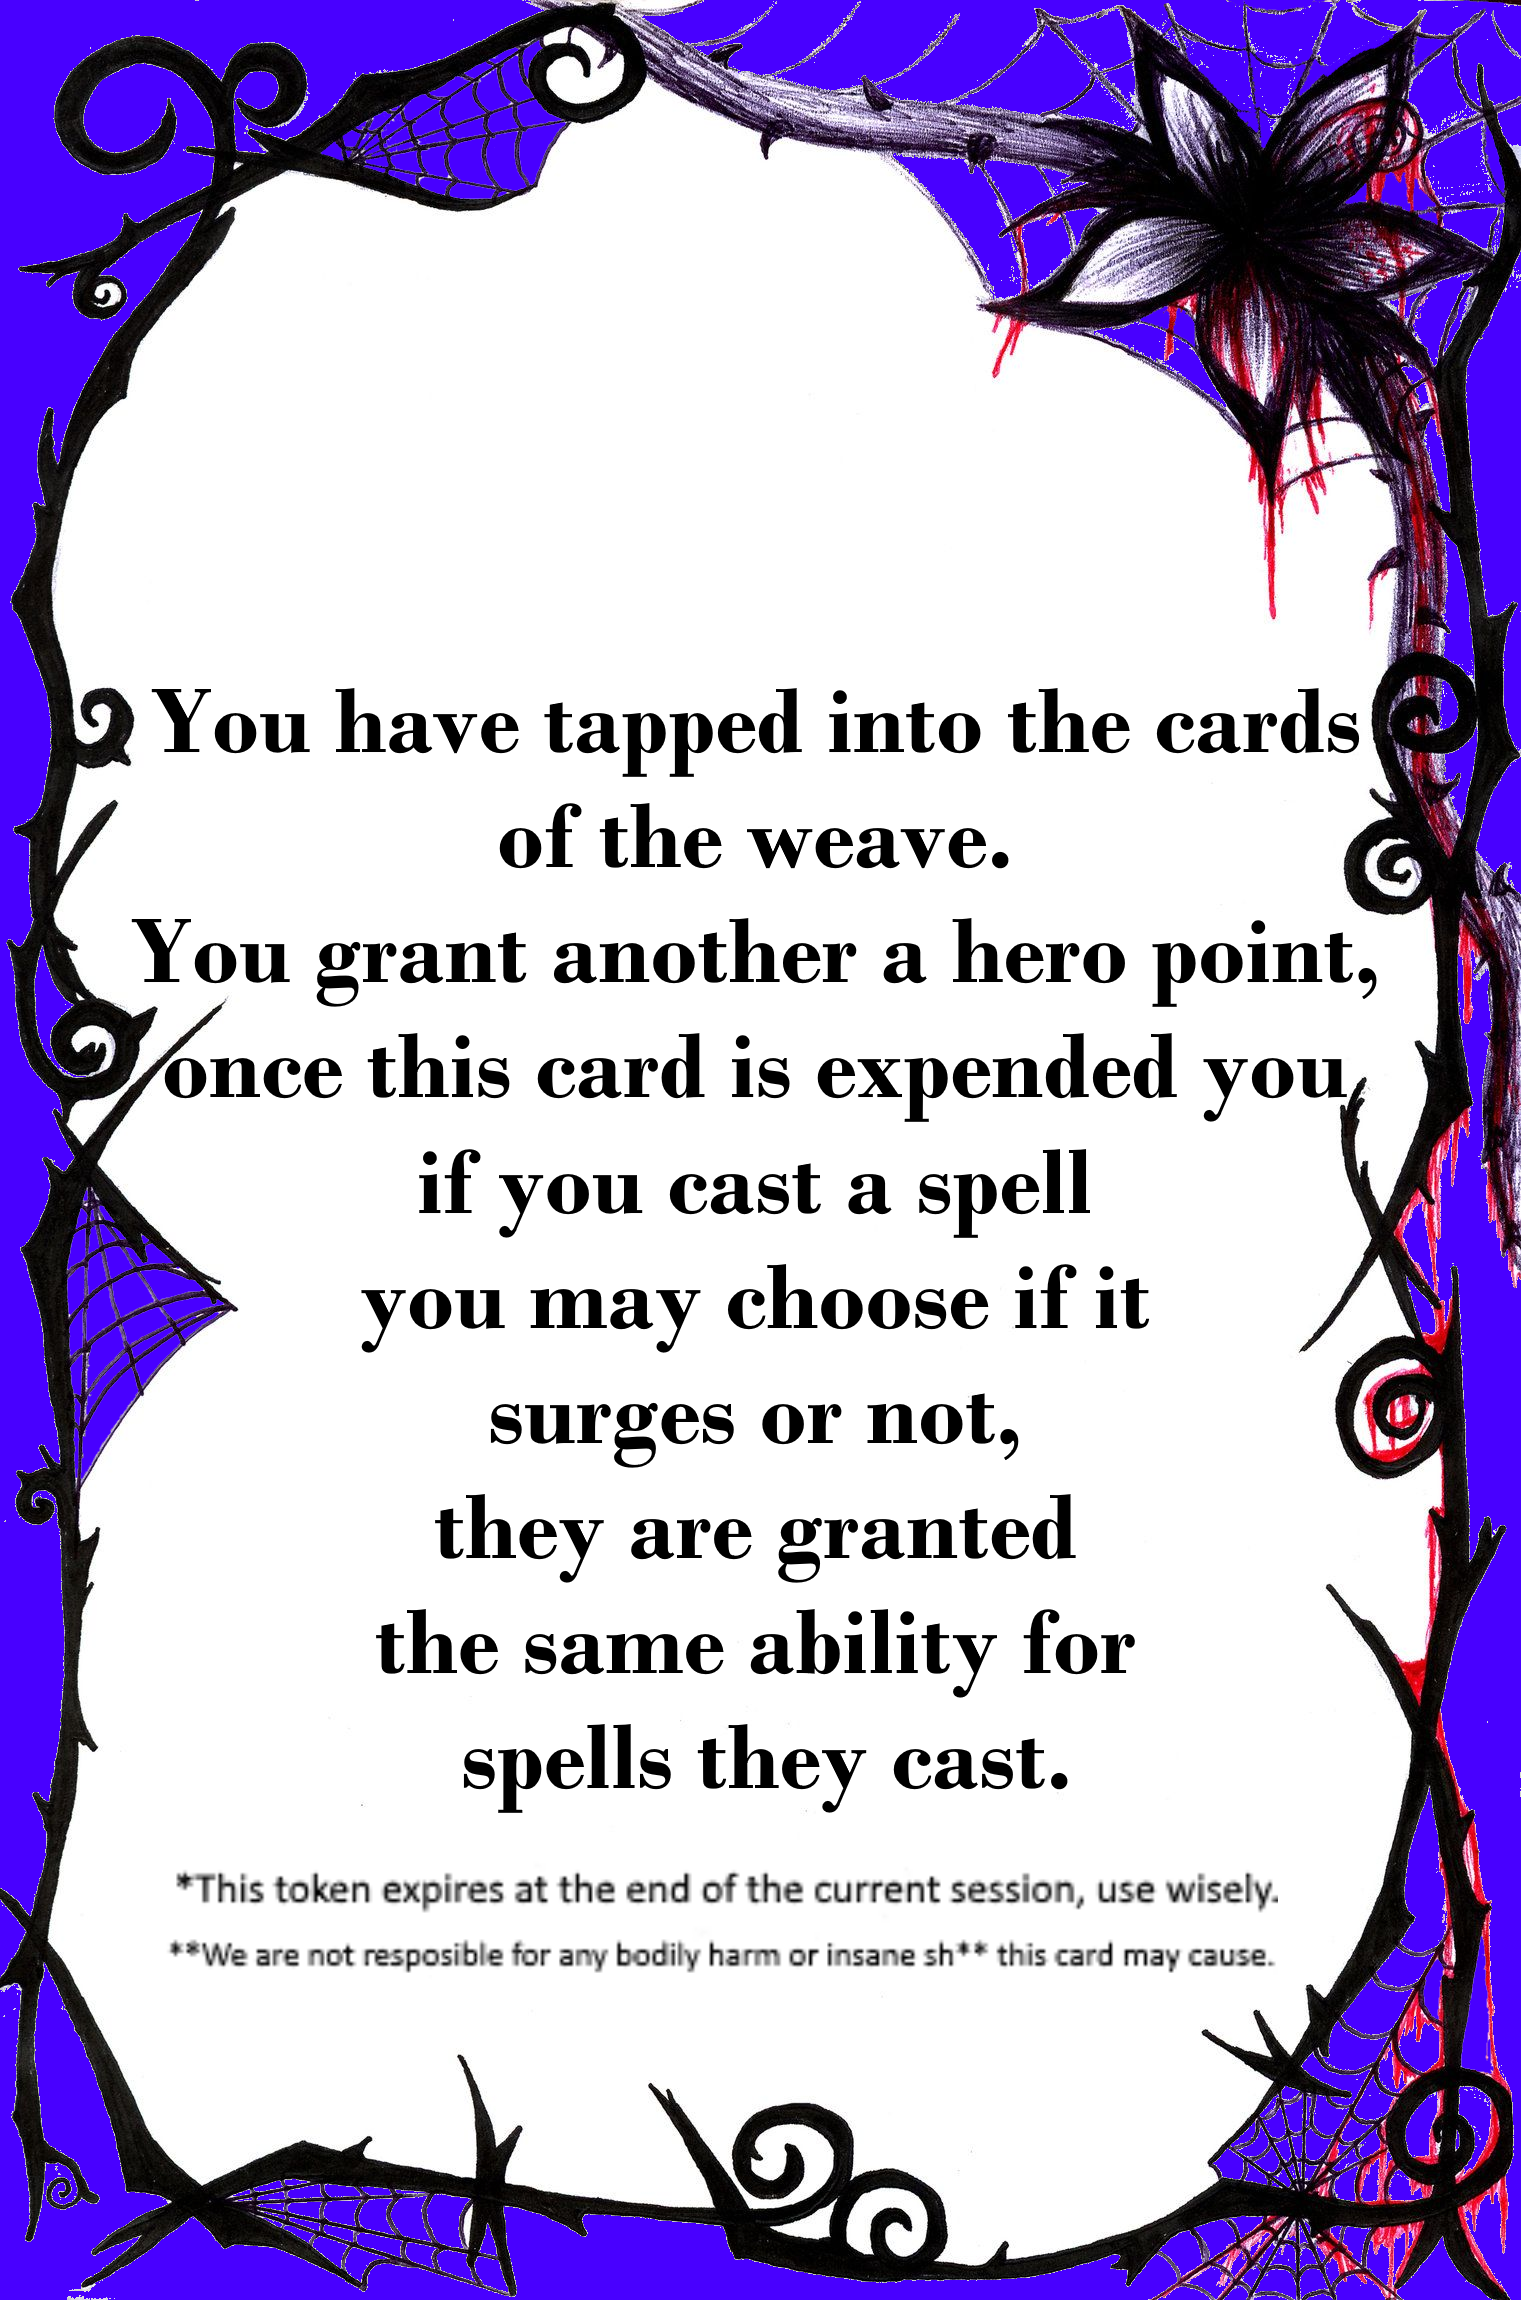 You have tapped into the cards
of the weave.
You grant another a hero point,
once this card is expended you
if you cast a spell
you may choose if it
surges or not,
they are granted
the same ability for
spells they cast.
*This token expires at the end of the current session, use wisely.
**We are not resposible for any bodily harm or insane sh** this card may cause.